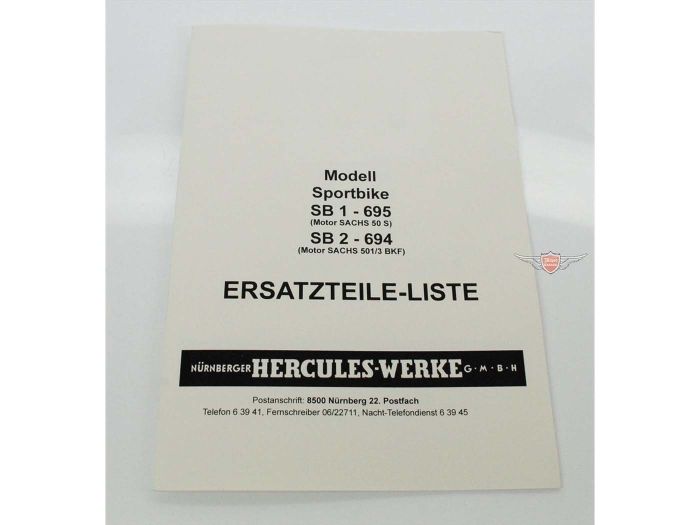 Modell
Sportbike
SB 1 - 695
(Motor SACHS 50 S)
SB 2 - 694
(Motor SACHS 501/3 BKF)
ERSATZTEILE-LISTE
NÜRNBERGER HERCULES-WERKE G·M·B·H
Postanschrift: 8500 Nürnberg 22. Postfach
Telefon 6 39 41, Fernschreiber 06/22711, Nacht-Telefondienst 6 39 45